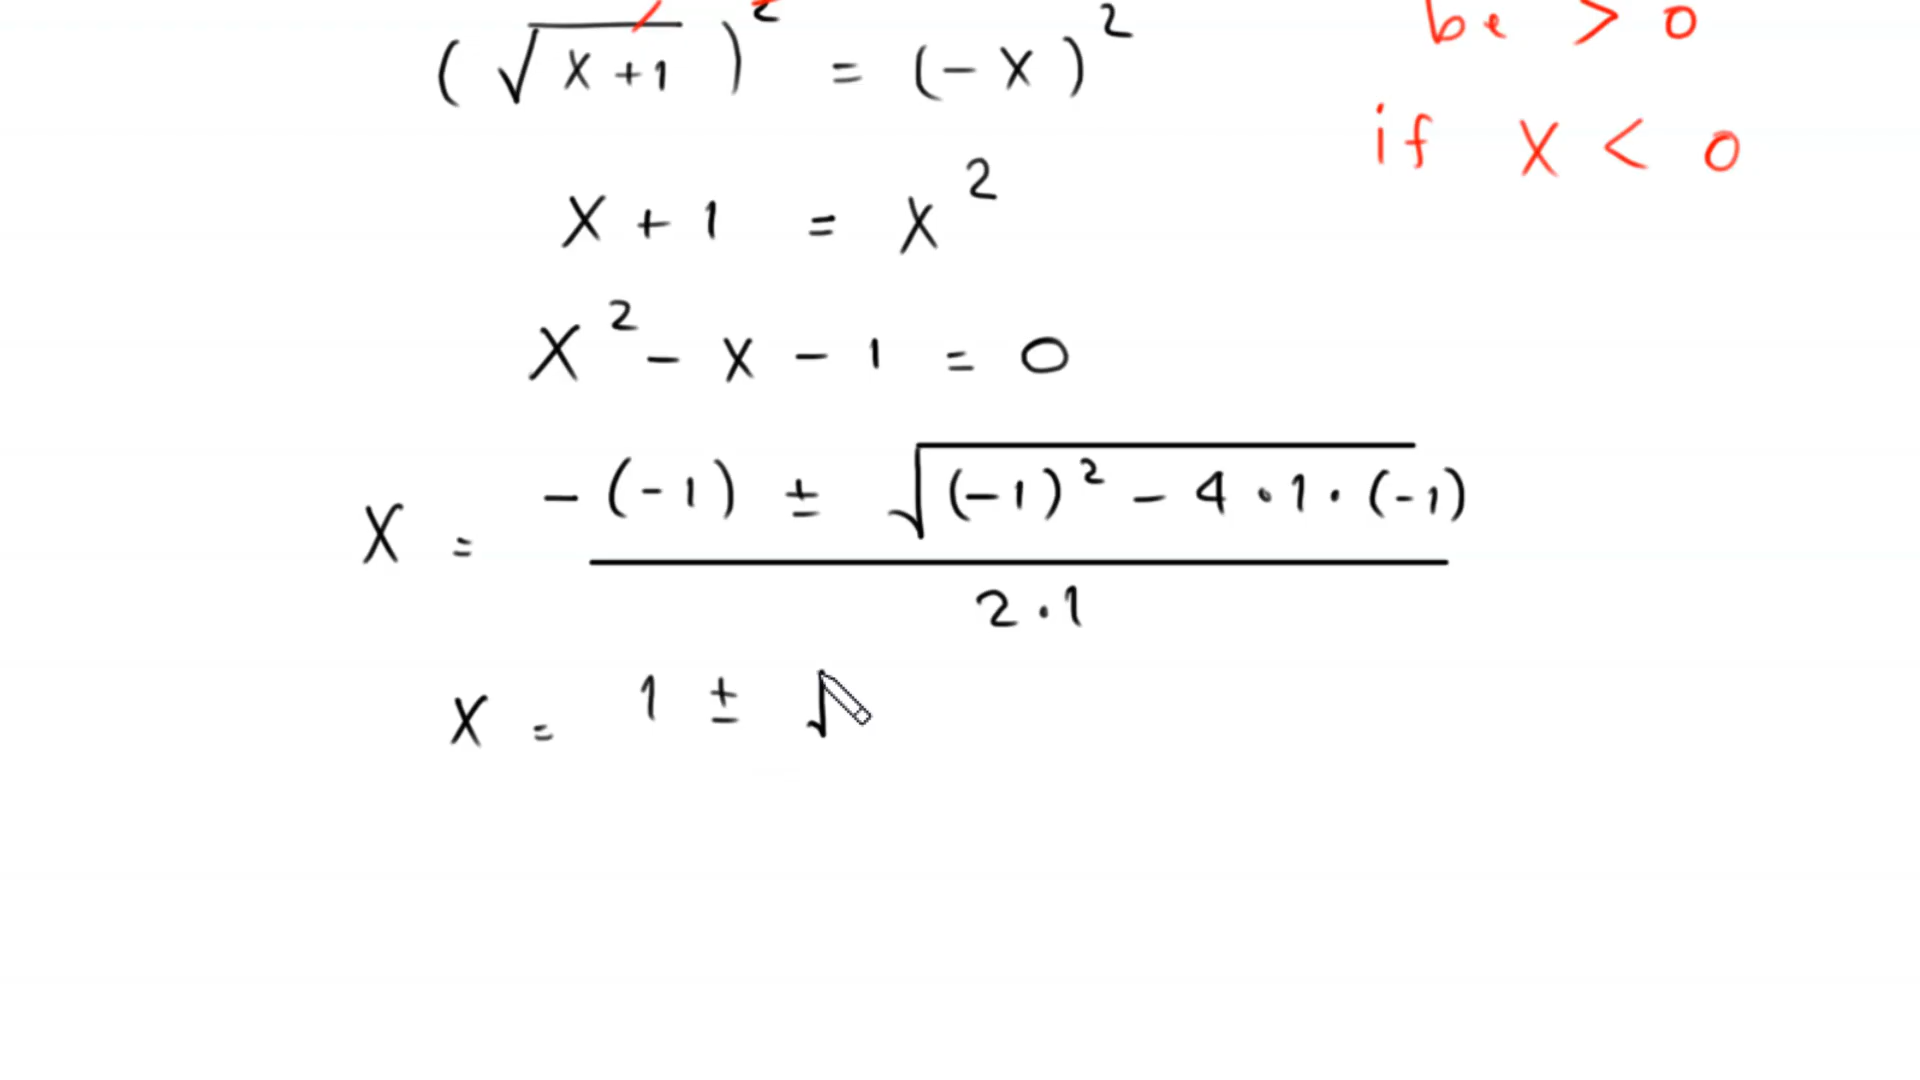 (√x+1)² = (-x)²
be > 0
if x < 0
x + 1 = x²
x² - x - 1 = 0
x = -(-1) ± √(-1)² - 4 · 1 · (-1) / 2 · 1
x = 1 ± √